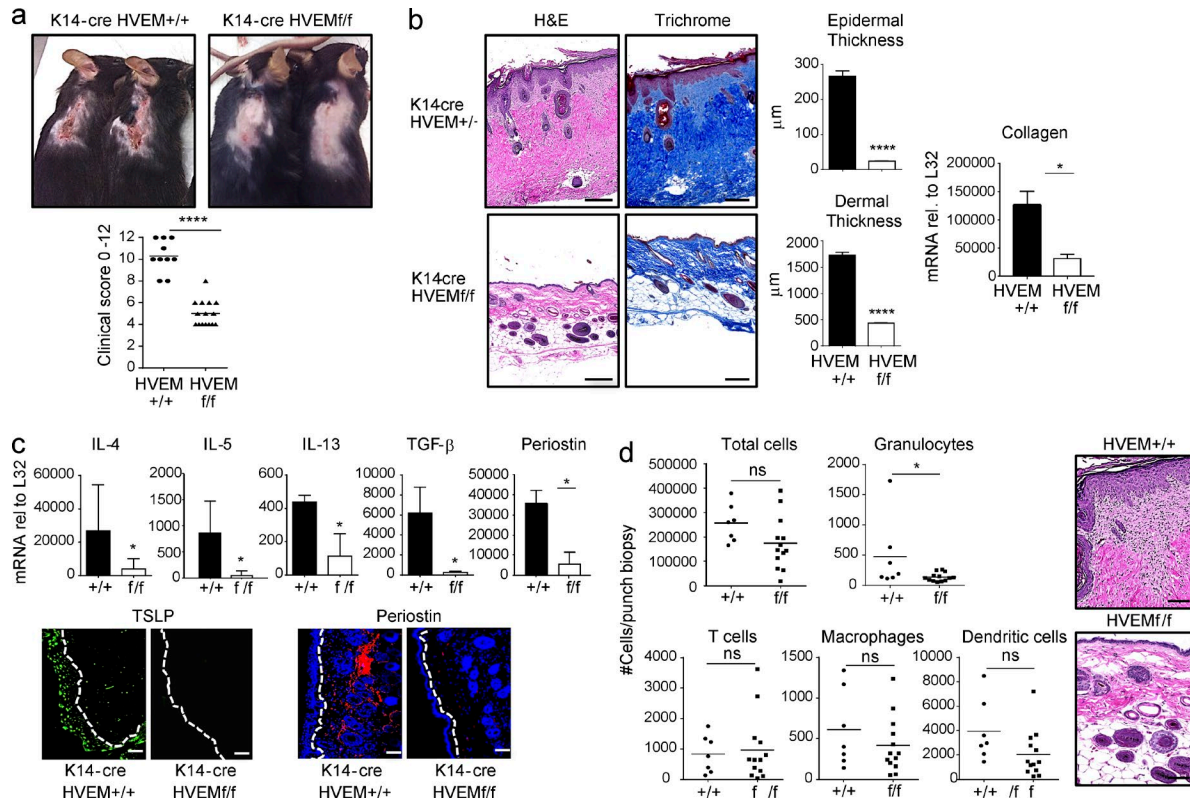 a
K14-cre HVEM+/+ K14-cre HVEMf/f
****
Clinical score 0 -12
12
10
8
6
4
2
0
HVEM +/+
HVEM f/f
b
H&E Trichrome
K14cre
HVEM+/-
K14cre
HVEMf/f
Epidermal
Thickness
µm
300
200
100
0
****
Dermal
Thickness
µm
1500
1000
500
0
****
HVEM +/+
HVEM f/f
Collagen
mRNA rel. to L32
200000
150000
100000
50000
0
*
HVEM +/+
HVEM f/f
c
mRNA rel to L32
IL-4
60000
40000
20000
0
*
+/+ f/f
IL-5
2000
1500
1000
500
0
*
+/+ f /f
IL-13
600
400
200
0
*
+/+ f /f
TGF-β
10000
8000
6000
4000
2000
0
*
+/+ f/f
Periostin
50000
40000
30000
20000
10000
0
*
+/+ f/f
TSLP
K14-cre
HVEM+/+
K14-cre
HVEMf/f
Periostin
K14-cre
HVEM+/+
K14-cre
HVEMf/f
d
#Cells/punch biopsy
Total cells
500000
400000
300000
200000
100000
0
ns
+/+ f/f
Granulocytes
2000
1500
1000
500
0
*
+/+ f/f
T cells
4000
3000
2000
1000
0
ns
+/+ f /f
Macrophages
1500
1000
500
0
ns
+/+ f/f
Dendritic cells
10000
8000
6000
4000
2000
0
ns
+/+ /f f
HVEM+/+
HVEMf/f